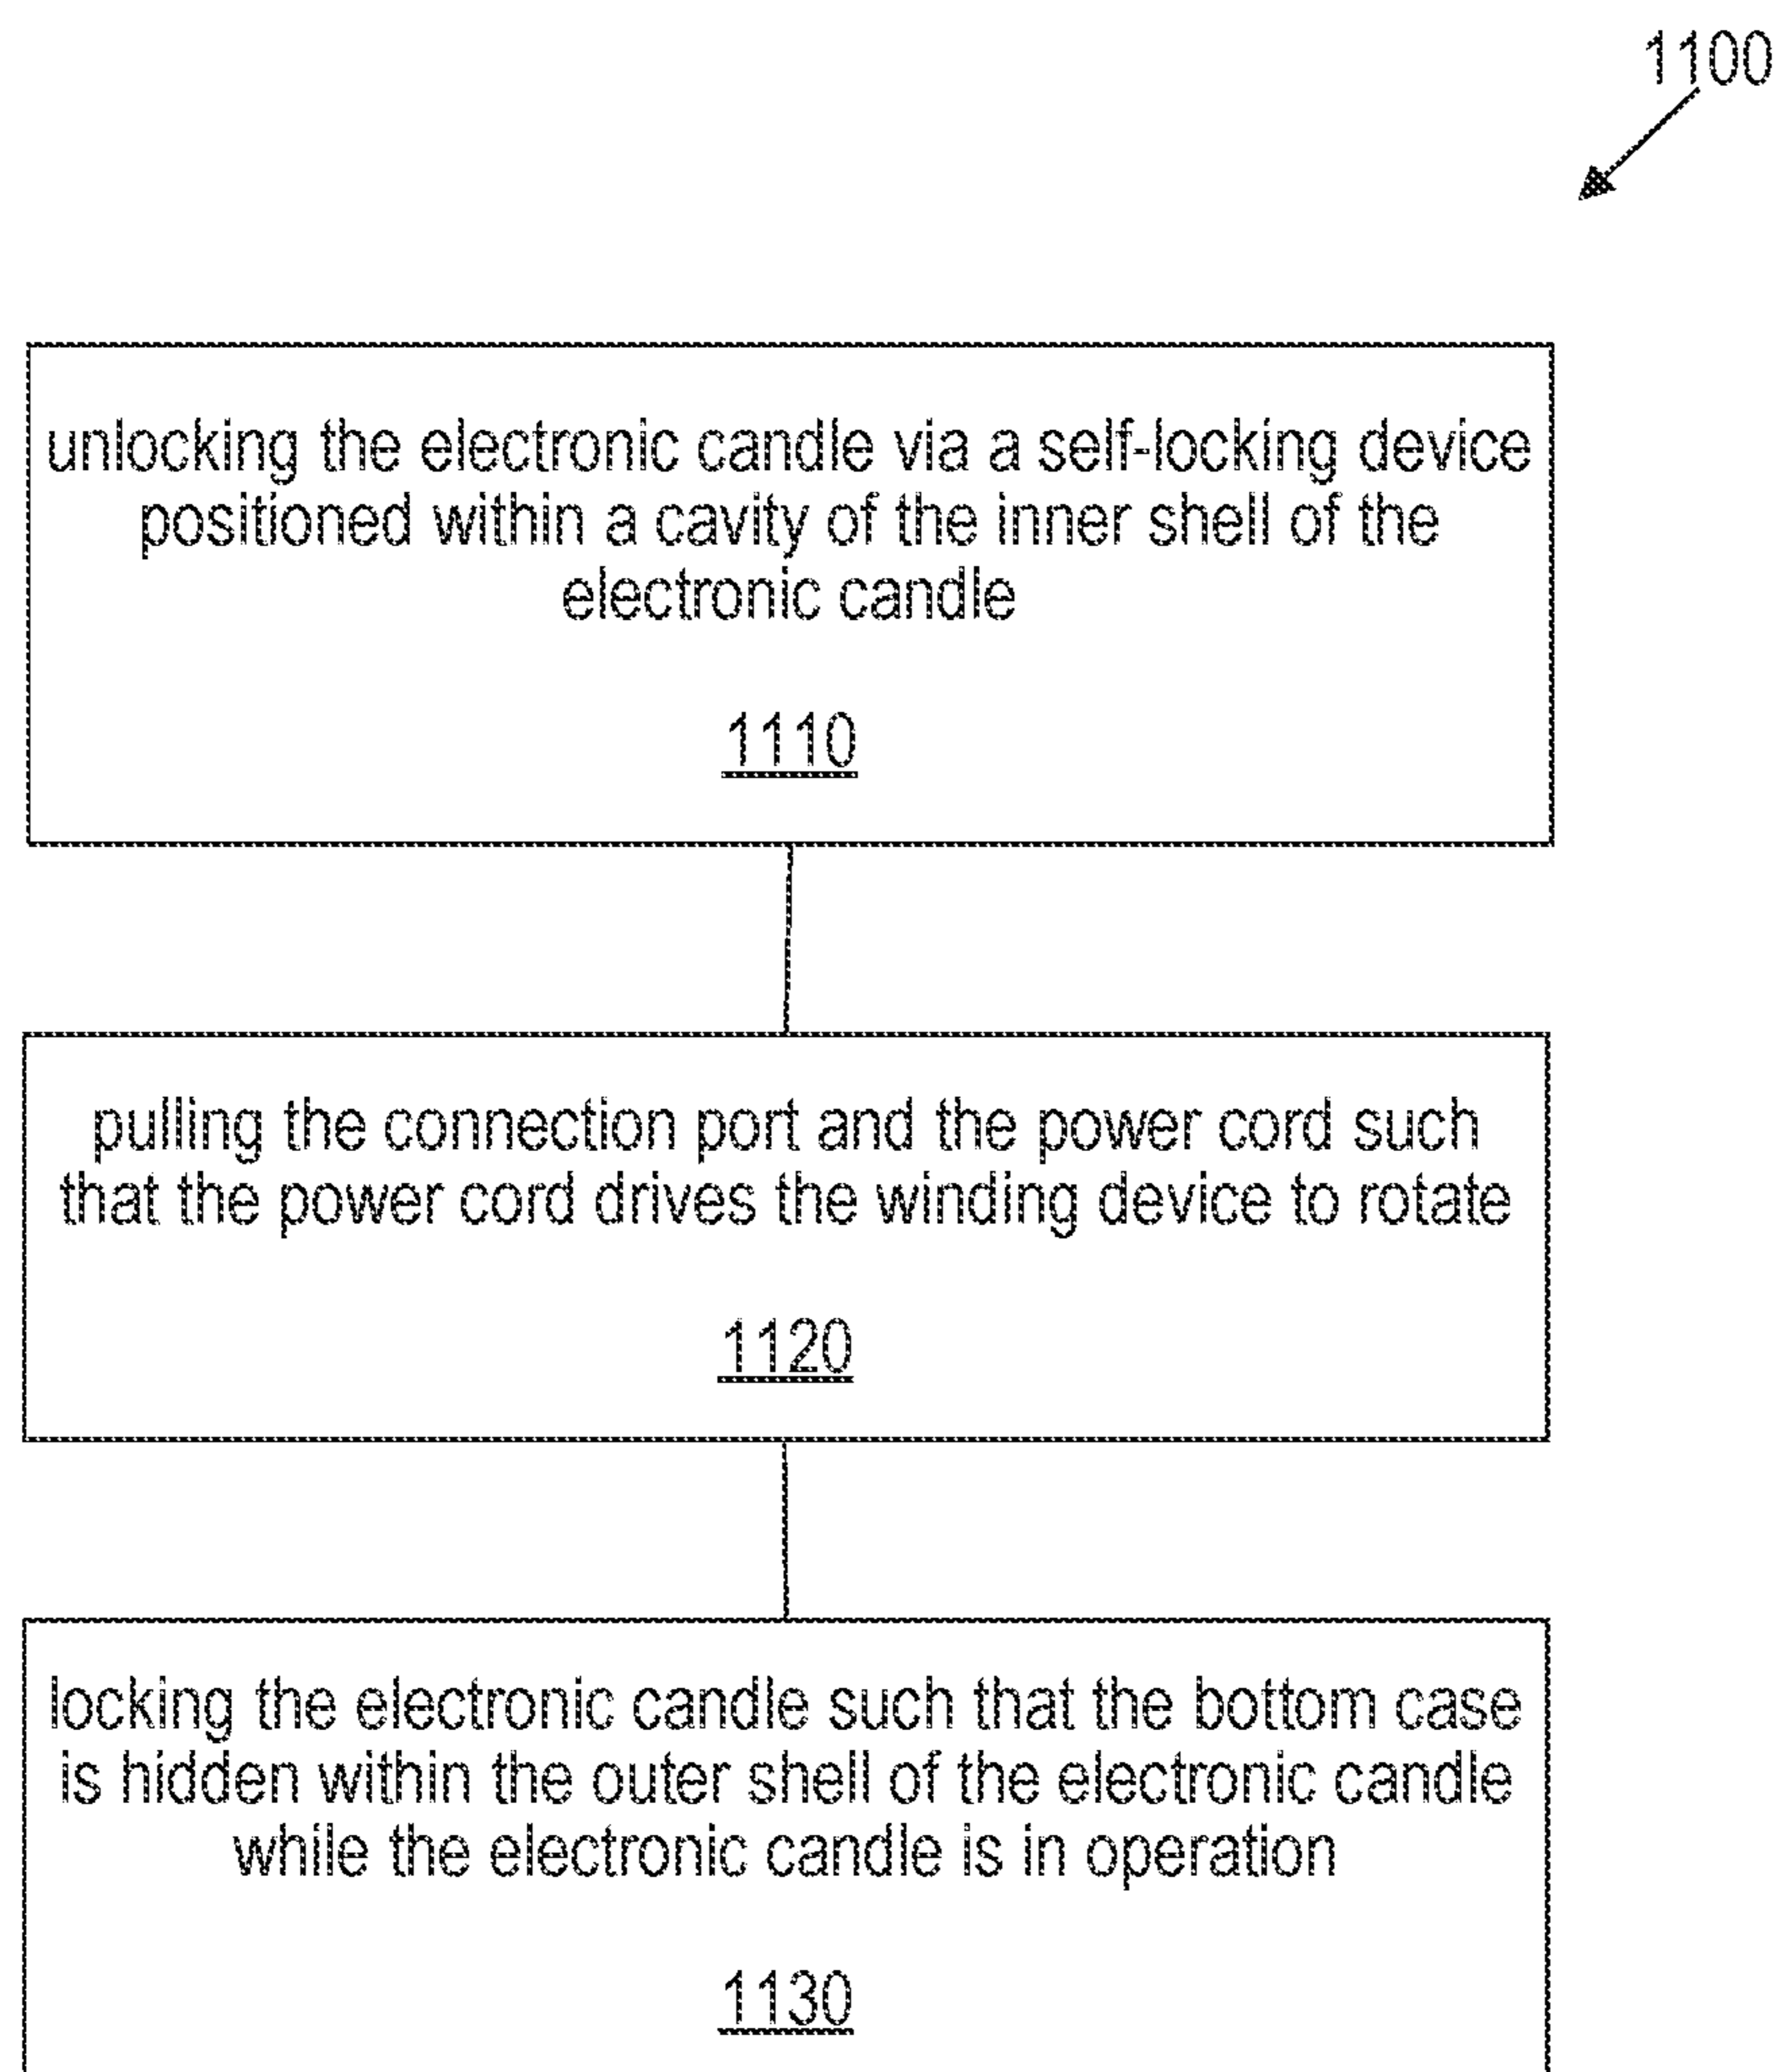 1100
unlocking the electronic candle via a self-locking device
positioned within a cavity of the inner shell of the
electronic candle
1110
pulling the connection port and the power cord such
that the power cord drives the winding device to rotate
1120
locking the electronic candle such that the bottom case
is hidden within the outer shell of the electronic candle
while the electronic candle is in operation
1130